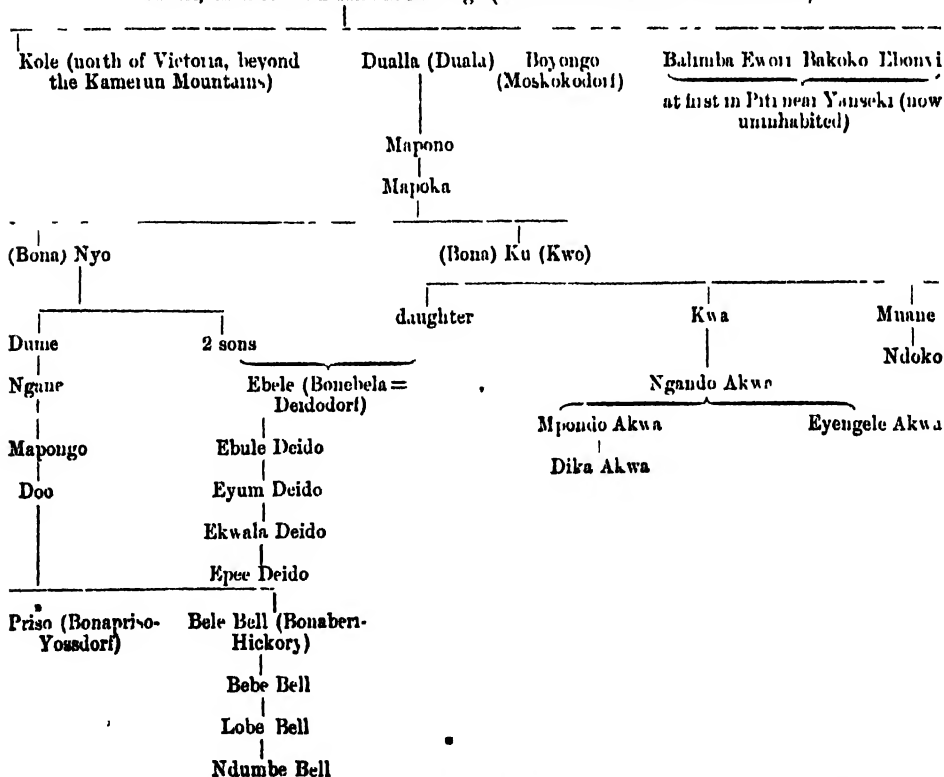 Kole (north of Victoria, beyond
the Kamerun Mountains)
Dualla (Duala)
Boyongo
(Moskokodorf)
Balimba Ewori Bakoko Ebonvi
at first in Piti near Yanseki (now
uninhabited)
Mapono
Mapoka
(Bona) Nyo
(Bona) Ku (Kwo)
Dume
2 sons
daughter
Kwa
Muane
Ndoko
Ngane
Ebele (Bonebela =
Deidodorf)
Ngando Akwa
Mpondo Akwa
Eyengele Akwa
Mapongo
Ebule Deido
Dika Akwa
Doo
Eyum Deido
Ekwala Deido
Epee Deido
Priso (Bonapriso-
Yossdorf)
Bele Bell (Bonaberi-
Hickory)
Bebe Bell
Lobe Bell
Ndumbe Bell